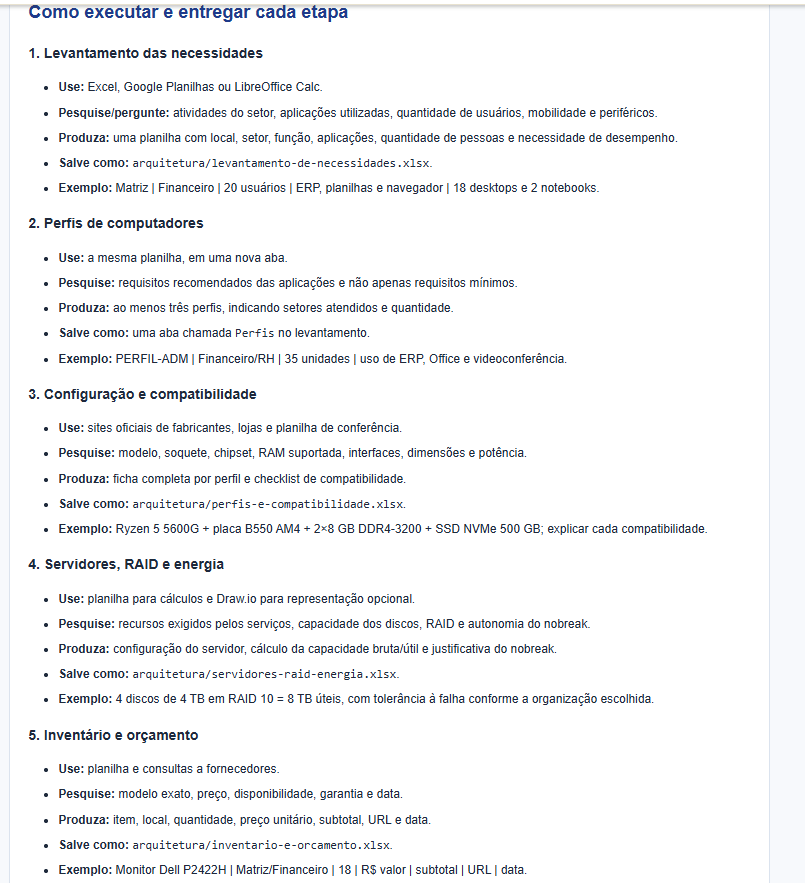 Como executar e entregar cada etapa
1. Levantamento das necessidades
• Use: Excel, Google Planilhas ou LibreOffice Calc.
• Pesquise/pergunte: atividades do setor, aplicações utilizadas, quantidade de usuários, mobilidade e periféricos.
• Produza: uma planilha com local, setor, função, aplicações, quantidade de pessoas e necessidade de desempenho.
• Salve como: arquitetura/levantamento-de-necessidades.xlsx.
• Exemplo: Matriz | Financeiro | 20 usuários | ERP, planilhas e navegador | 18 desktops e 2 notebooks.
2. Perfis de computadores
• Use: a mesma planilha, em uma nova aba.
• Pesquise: requisitos recomendados das aplicações e não apenas requisitos mínimos.
• Produza: ao menos três perfis, indicando setores atendidos e quantidade.
• Salve como: uma aba chamada Perfis no levantamento.
• Exemplo: PERFIL-ADM | Financeiro/RH | 35 unidades | uso de ERP, Office e videoconferência.
3. Configuração e compatibilidade
• Use: sites oficiais de fabricantes, lojas e planilha de conferência.
• Pesquise: modelo, soquete, chipset, RAM suportada, interfaces, dimensões e potência.
• Produza: ficha completa por perfil e checklist de compatibilidade.
• Salve como: arquitetura/perfis-e-compatibilidade.xlsx.
• Exemplo: Ryzen 5 5600G + placa B550 AM4 + 2×8 GB DDR4-3200 + SSD NVMe 500 GB; explicar cada compatibilidade.
4. Servidores, RAID e energia
• Use: planilha para cálculos e Draw.io para representação opcional.
• Pesquise: recursos exigidos pelos serviços, capacidade dos discos, RAID e autonomia do nobreak.
• Produza: configuração do servidor, cálculo da capacidade bruta/útil e justificativa do nobreak.
• Salve como: arquitetura/servidores-raid-energia.xlsx.
• Exemplo: 4 discos de 4 TB em RAID 10 = 8 TB úteis, com tolerância à falha conforme a organização escolhida.
5. Inventário e orçamento
• Use: planilha e consultas a fornecedores.
• Pesquise: modelo exato, preço, disponibilidade, garantia e data.
• Produza: item, local, quantidade, preço unitário, subtotal, URL e data.
• Salve como: arquitetura/inventario-e-orcamento.xlsx.
• Exemplo: Monitor Dell P2422H | Matriz/Financeiro | 18 | R$ valor | subtotal | URL | data.